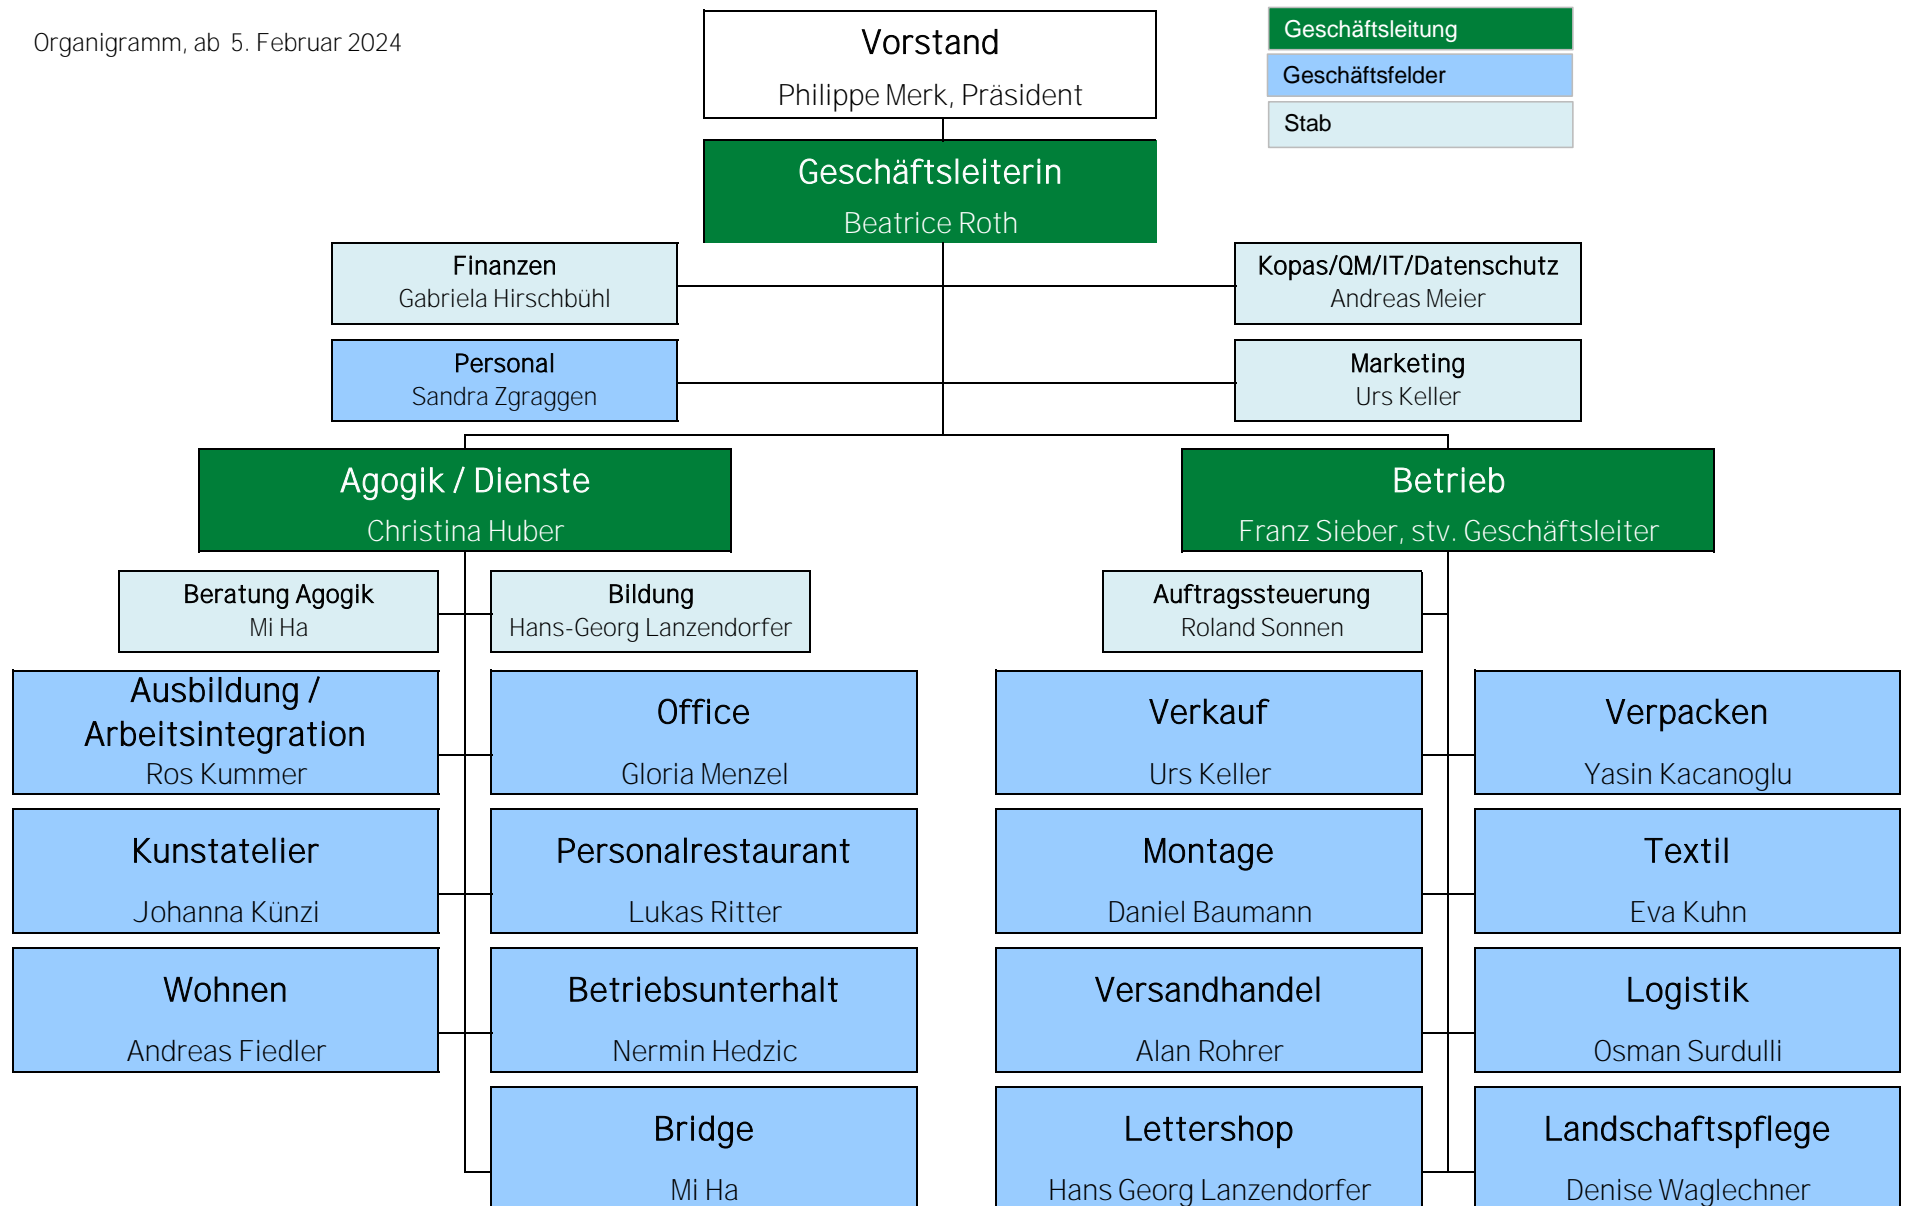 Organigramm, ab 5. Februar 2024
Vorstand
Philippe Merk, Präsident
Geschäftsleitung
Geschäftsfelder
Stab
Geschäftsleiterin
Beatrice Roth
Finanzen
Gabriela Hirschbühl
Kopas/QM/IT/Datenschutz
Andreas Meier
Personal
Sandra Zgraggen
Marketing
Urs Keller
Agogik / Dienste
Christina Huber
Betrieb
Franz Sieber, stv. Geschäftsleiter
Beratung Agogik
Mi Ha
Bildung
Hans-Georg Lanzendorfer
Auftragssteuerung
Roland Sonnen
Ausbildung /
Arbeitsintegration
Ros Kummer
Office
Gloria Menzel
Verkauf
Urs Keller
Verpacken
Yasin Kacanoglu
Kunstatelier
Johanna Künzi
Personalrestaurant
Lukas Ritter
Montage
Daniel Baumann
Textil
Eva Kuhn
Wohnen
Andreas Fiedler
Betriebsunterhalt
Nermin Hedzic
Versandhandel
Alan Rohrer
Logistik
Osman Surdulli
Bridge
Mi Ha
Lettershop
Hans Georg Lanzendorfer
Landschaftspflege
Denise Waglechner